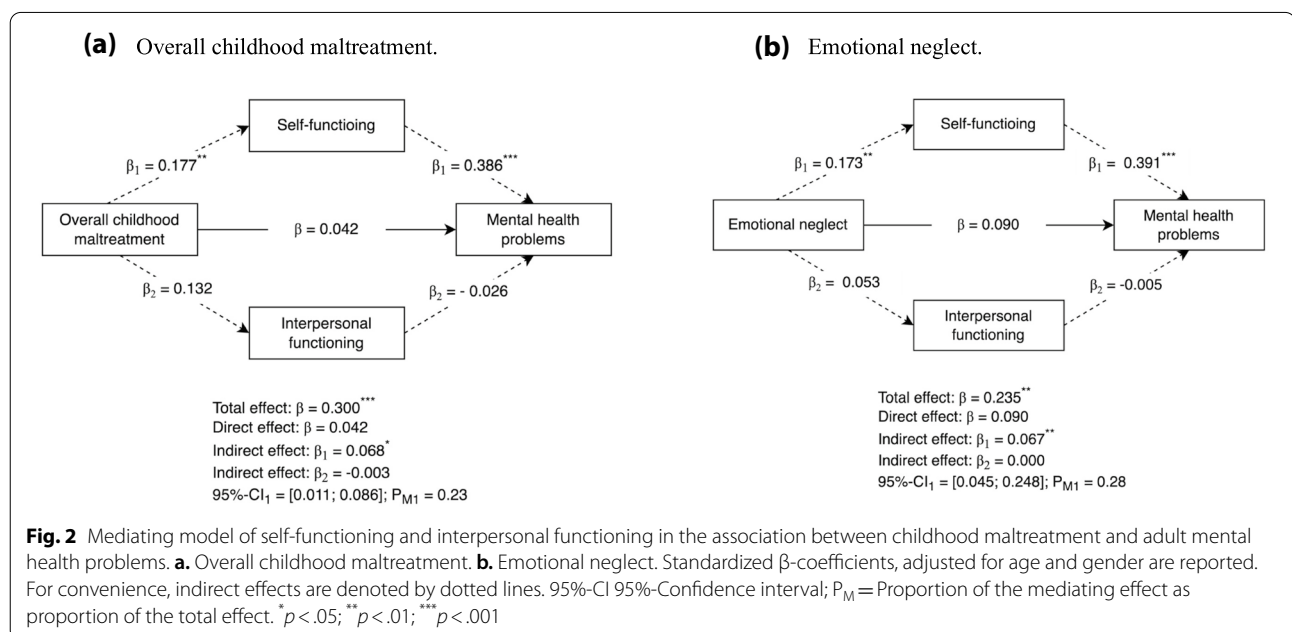 (a) Overall childhood maltreatment.
Self-functioing
β1 = 0.177**
β1 = 0.386***
Overall childhood
maltreatment
β = 0.042
Mental health
problems
β2 = 0.132
β2 = - 0.026
Interpersonal
functioning
Total effect: β = 0.300***
Direct effect: β = 0.042
Indirect effect: β1 = 0.068*
Indirect effect: β2 = -0.003
95%-CI1 = [0.011; 0.086]; PM1 = 0.23
(b) Emotional neglect.
Self-functioing
β1 = 0.173**
β1 = 0.391***
Emotional neglect
β = 0.090
Mental health
problems
β2 = 0.053
β2 = -0.005
Interpersonal
functioning
Total effect: β = 0.235**
Direct effect: β = 0.090
Indirect effect: β1 = 0.067**
Indirect effect: β2 = 0.000
95%-CI1 = [0.045; 0.248]; PM1 = 0.28
Fig. 2 Mediating model of self-functioning and interpersonal functioning in the association between childhood maltreatment and adult mental
health problems. a. Overall childhood maltreatment. b. Emotional neglect. Standardized β-coefficients, adjusted for age and gender are reported.
For convenience, indirect effects are denoted by dotted lines. 95%-CI 95%-Confidence interval; PM = Proportion of the mediating effect as
proportion of the total effect. *p < .05; **p < .01; ***p < .001